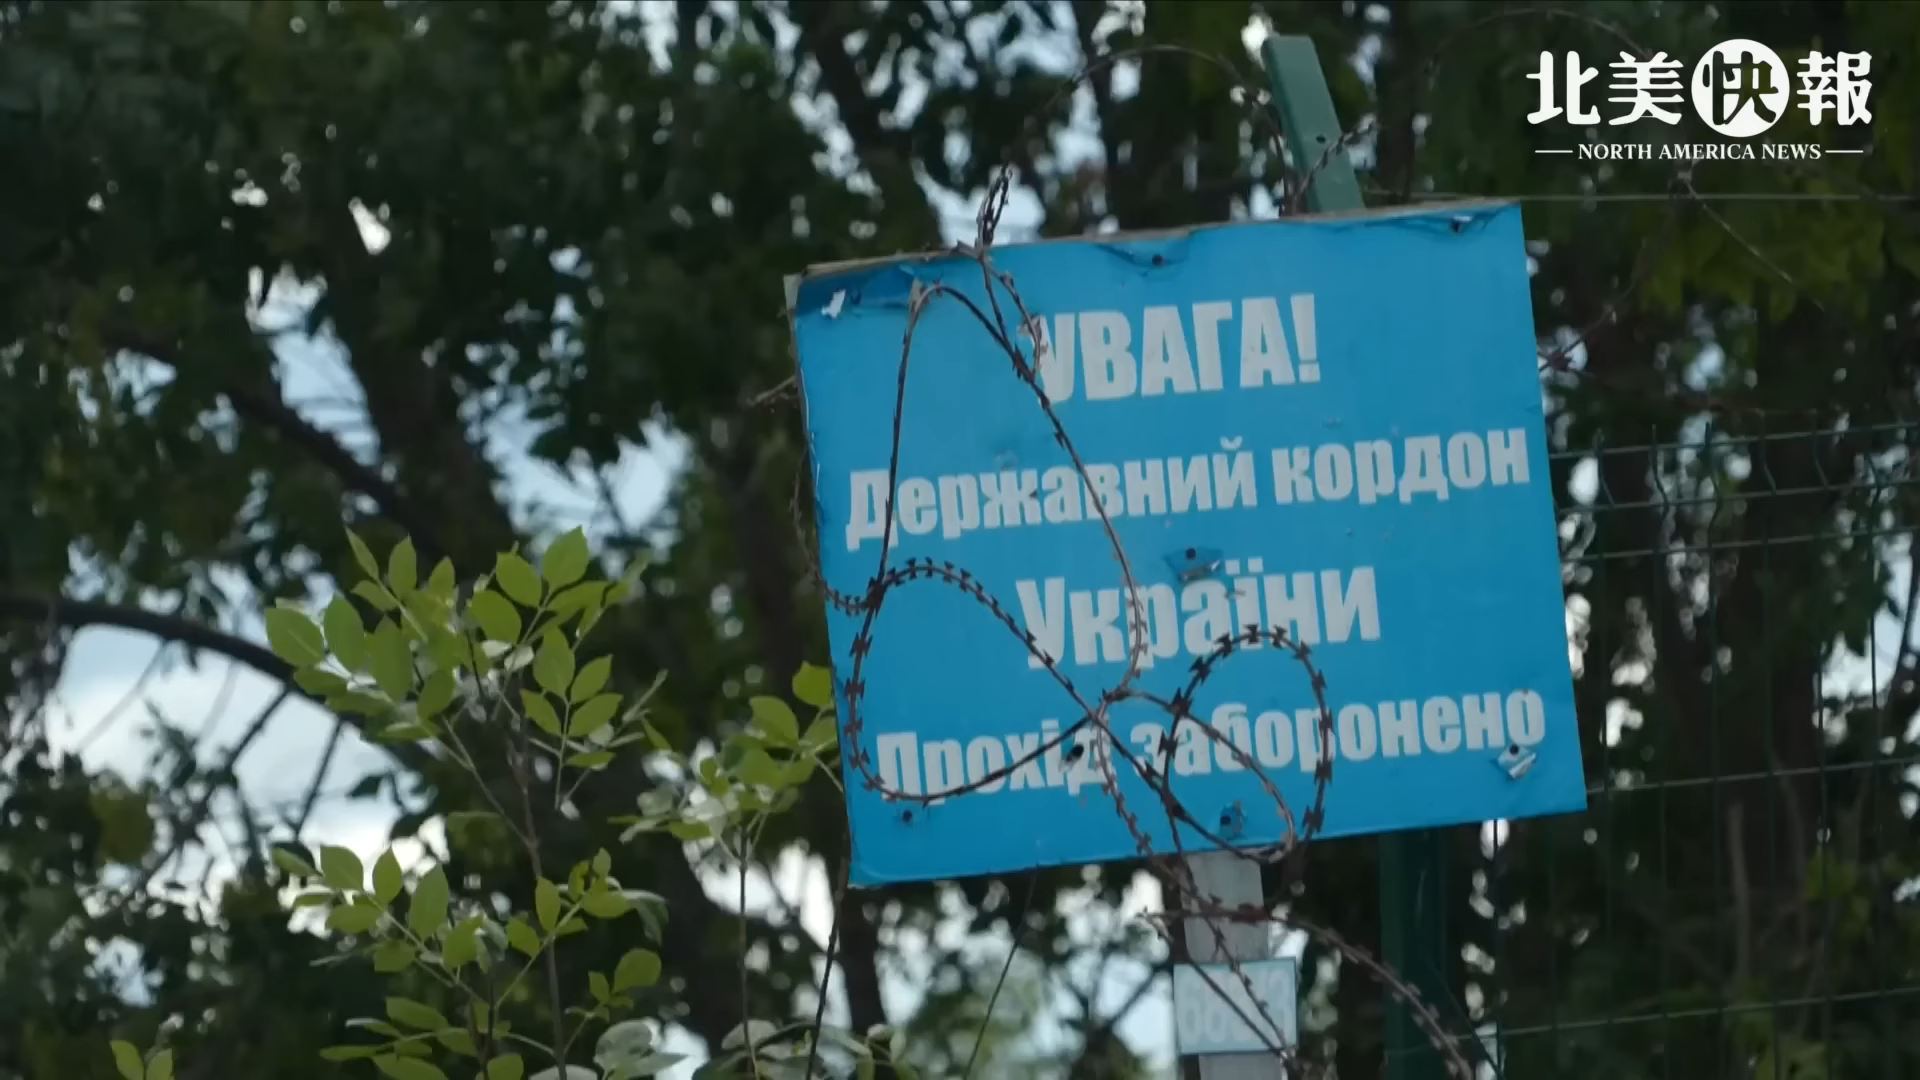 北美快報
NORTH AMERICA NEWS
УВАГА!
Державний кордон
України
Прохід заборонено